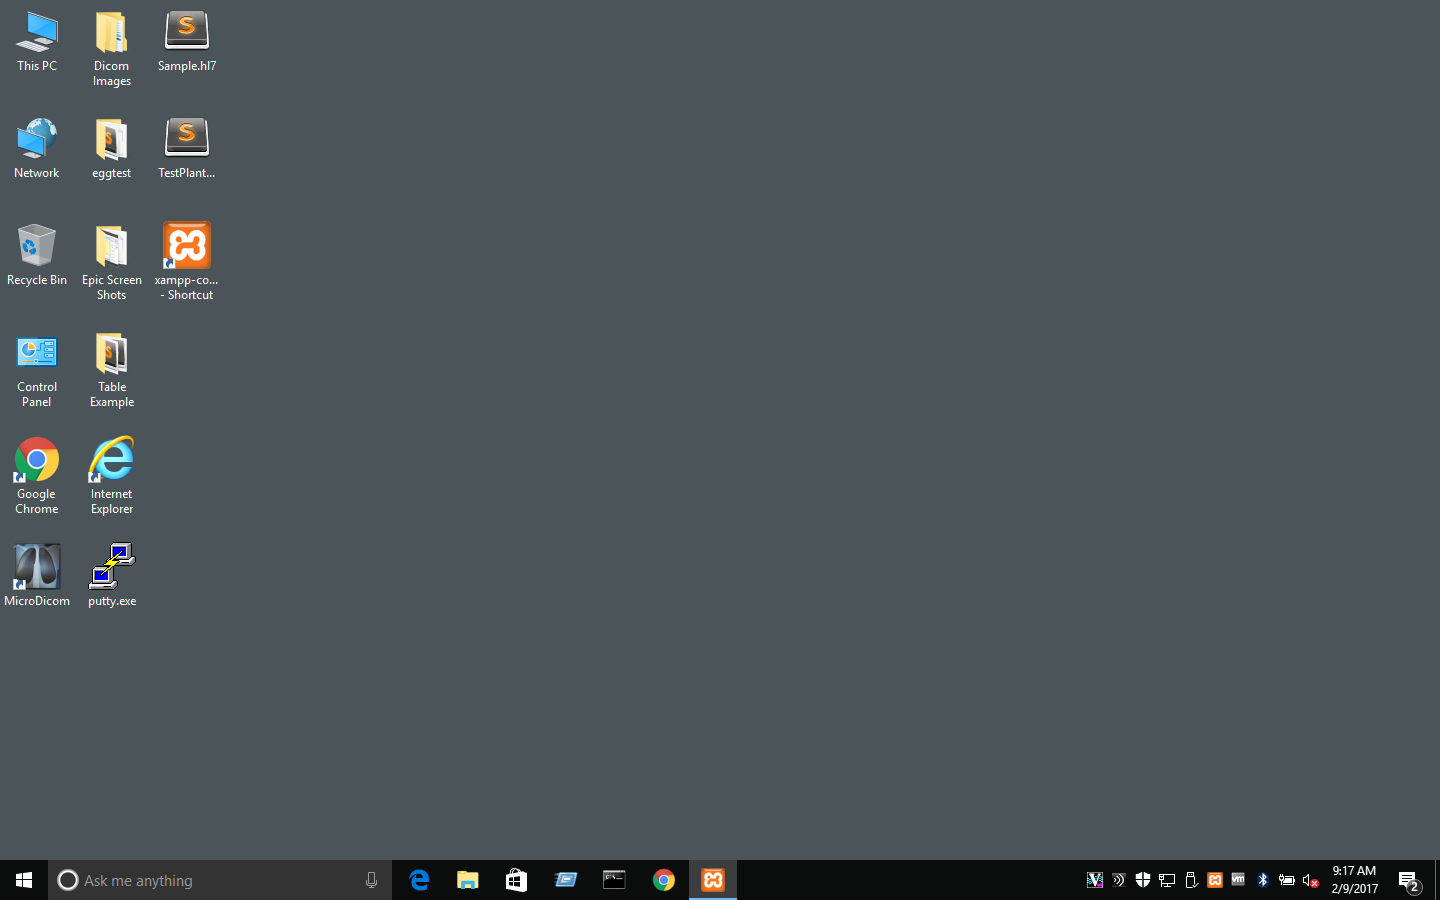 This PC
Dicom
Images
Sample.hl7
Network
eggtest
TestPlant...
Recycle Bin
Epic Screen
Shots
xampp-co...
- Shortcut
Control
Panel
Table
Example
Google
Chrome
Internet
Explorer
MicroDicom
putty.exe
Ask me anything
9:17 AM
2/9/2017
2